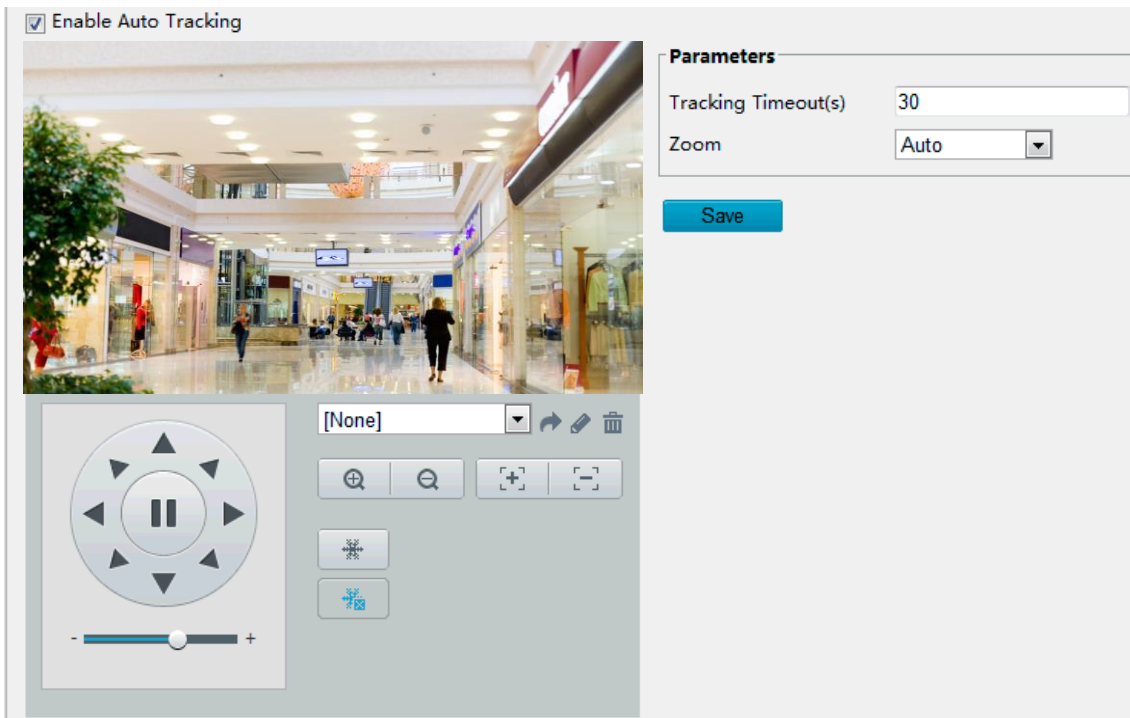 Enable Auto Tracking
Parameters
Tracking Timeout(s) 30
Zoom Auto
Save
[None]
- +